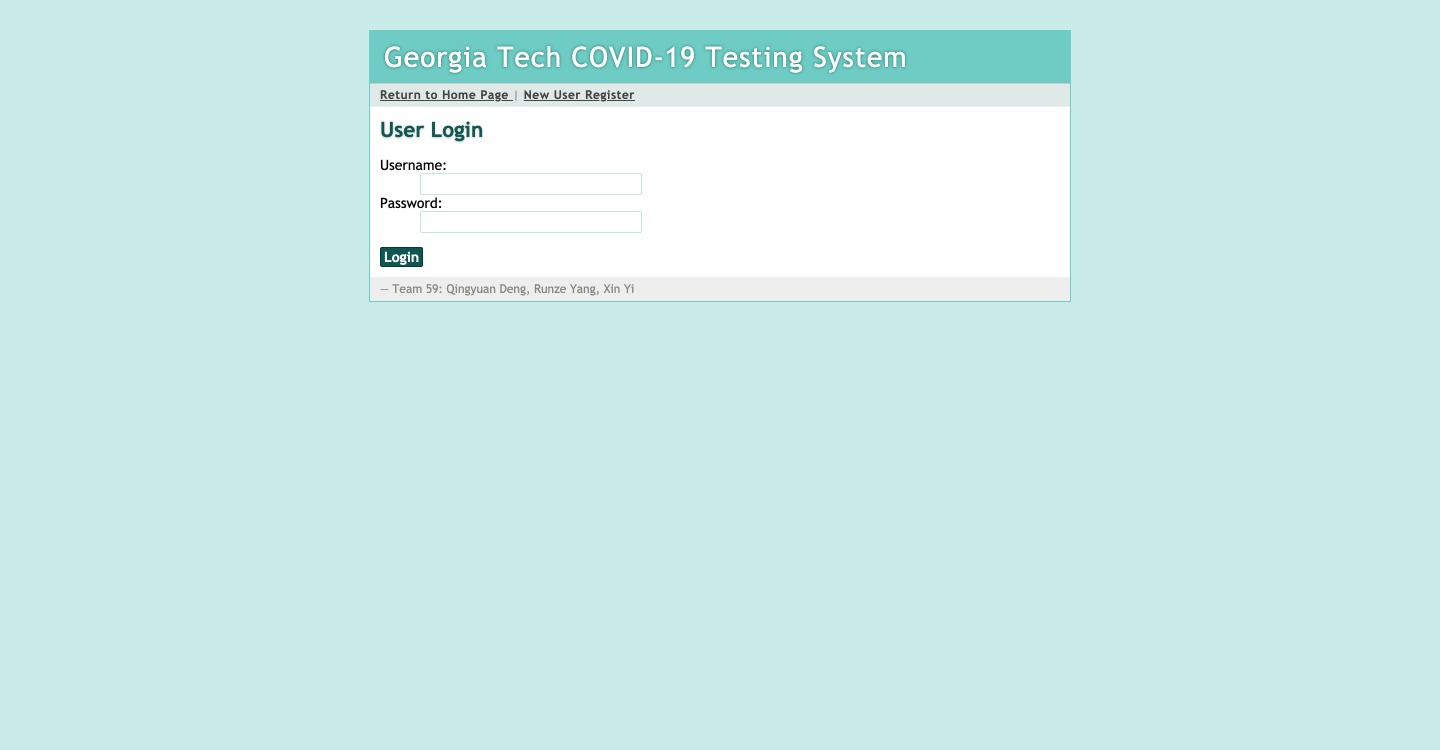 Georgia Tech COVID-19 Testing System
Return to Home Page | New User Register
User Login
Username:
Password:
Login
— Team 59: Qingyuan Deng, Runze Yang, Xin Yi